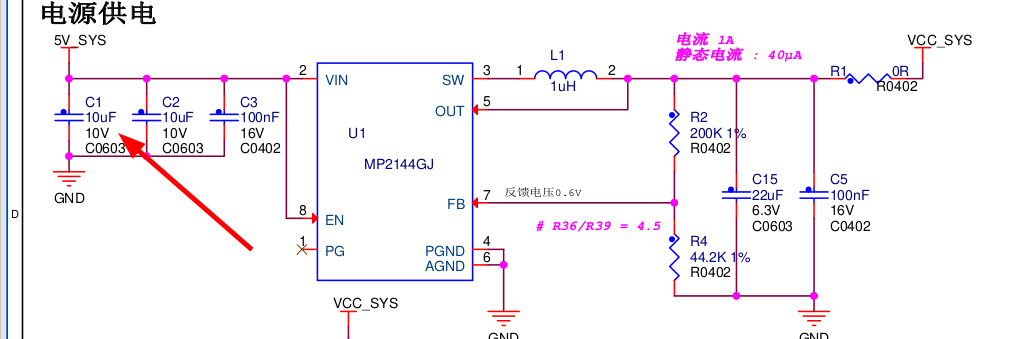 电源供电
5V_SYS
电流 1A
静态电流 : 40μA
VCC_SYS
L1
1uH
1
2
R1
0R
R0402
2
VIN
SW
3
C1
10uF
10V
C0603
C2
10uF
10V
C0603
C3
100nF
16V
C0402
OUT
5
U1
MP2144GJ
R2
200K 1%
R0402
GND
C15
22uF
6.3V
C0603
C5
100nF
16V
C0402
反馈电压0.6V
FB
7
# R36/R39 = 4.5
8
EN
D
1
PG
PGND
4
AGND
6
R4
44.2K 1%
R0402
VCC_SYS
GND
GND